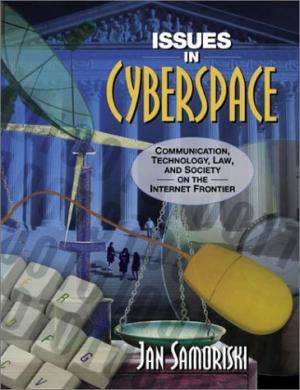 ISSUES
IN
CYBERSPACE
COMMUNICATION,
TECHNOLOGY, LAW,
AND SOCIETY
ON THE
INTERNET FRONTIER
E R
D F G
V
JAN SAMORISKI